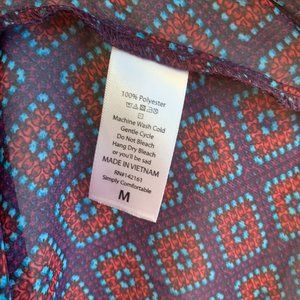 100% Polyester
Machine Wash Cold
Gentle Cycle
Do Not Bleach
Hang Dry Bleach
or you'll be sad
MADE IN VIETNAM
RN#142161
Simply Comfortable
M